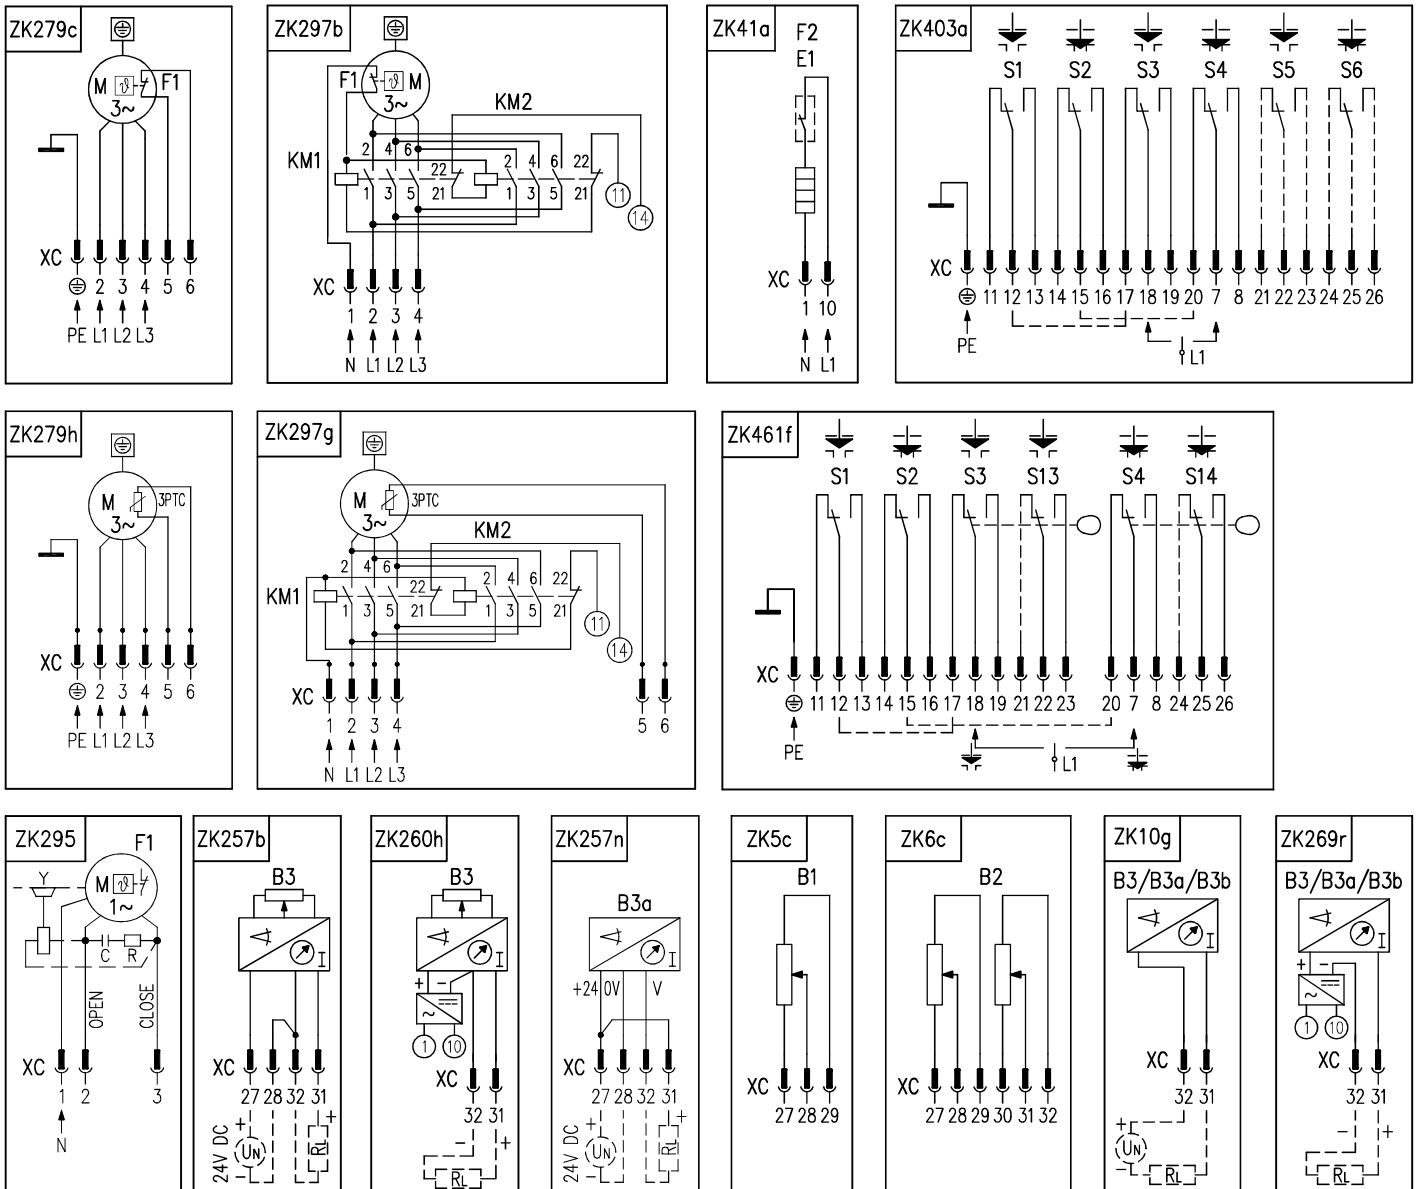 ZK279c
M ϑ F1
3~
XC
2 3 4 5 6
PE L1 L2 L3
ZK297b
F1 ϑ M
3~
KM2
2 4 6 22 2 4 6 22
KM1
1 3 5 21 1 3 5 21
11
14
XC
1 2 3 4
N L1 L2 L3
ZK41a
F2
E1
XC
1 10
N L1
ZK403a
S1 S2 S3 S4 S5 S6
XC
11 12 13 14 15 16 17 18 19 20 7 8 21 22 23 24 25 26
PE
L1
ZK279h
M 3PTC
3~
XC
2 3 4 5 6
PE L1 L2 L3
ZK297g
M 3PTC
3~
KM2
2 4 6 22 2 4 6 22
KM1
1 3 5 21 1 3 5 21
11
14
XC
1 2 3 4 5 6
N L1 L2 L3
ZK461f
S1 S2 S3 S13 S4 S14
XC
11 12 13 14 15 16 17 18 19 21 22 23 20 7 8 24 25 26
PE
L1
ZK295
F1
Y
M ϑ
1~
C R
OPEN
CLOSE
XC
1 2 3
N
ZK257b
B3
I
XC
27 28 32 31
+ +
24V DC
UN
RL
-
ZK260h
B3
I
+ -
~
1 10
XC
32 31
- +
RL
ZK257n
B3a
I
+24 0V V
XC
27 28 32 31
+ +
24V DC
UN
RL
-
ZK5c
B1
XC
27 28 29
ZK6c
B2
XC
27 28 29 30 31 32
ZK10g
B3/B3a/B3b
I
XC
32 31
+
UN
-
RL
ZK269r
B3/B3a/B3b
I
+ -
~
1 10
XC
32 31
- +
RL